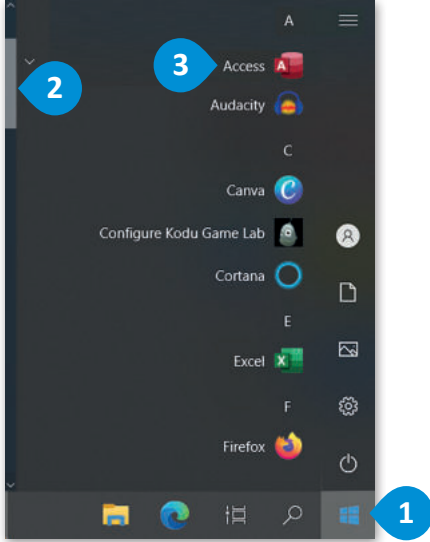 A
3
Access
2
Audacity
C
Canva
Configure Kodu Game Lab
Cortana
E
Excel
F
Firefox
1